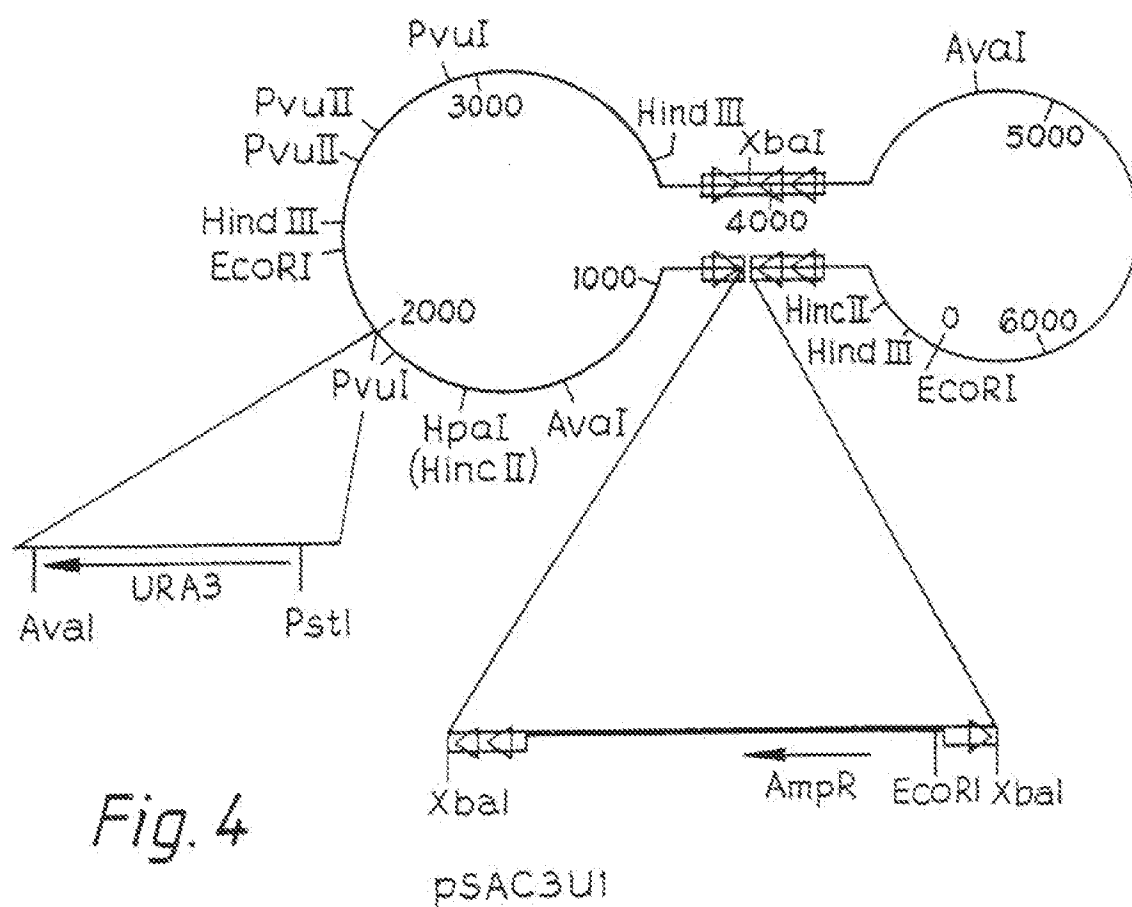 PvuI
AvaI
3000
5000
PvuII
HindIII
XbaI
PvuII
HindIII
4000
EcoRI
1000
2000
HincII
0
6000
HindIII
PvuI
EcoRI
HpaI
AvaI
(HincII)
URA3
AvaI
PstI
AmpR
EcoRI
XbaI
XbaI
Fig. 4
pSAC3U1